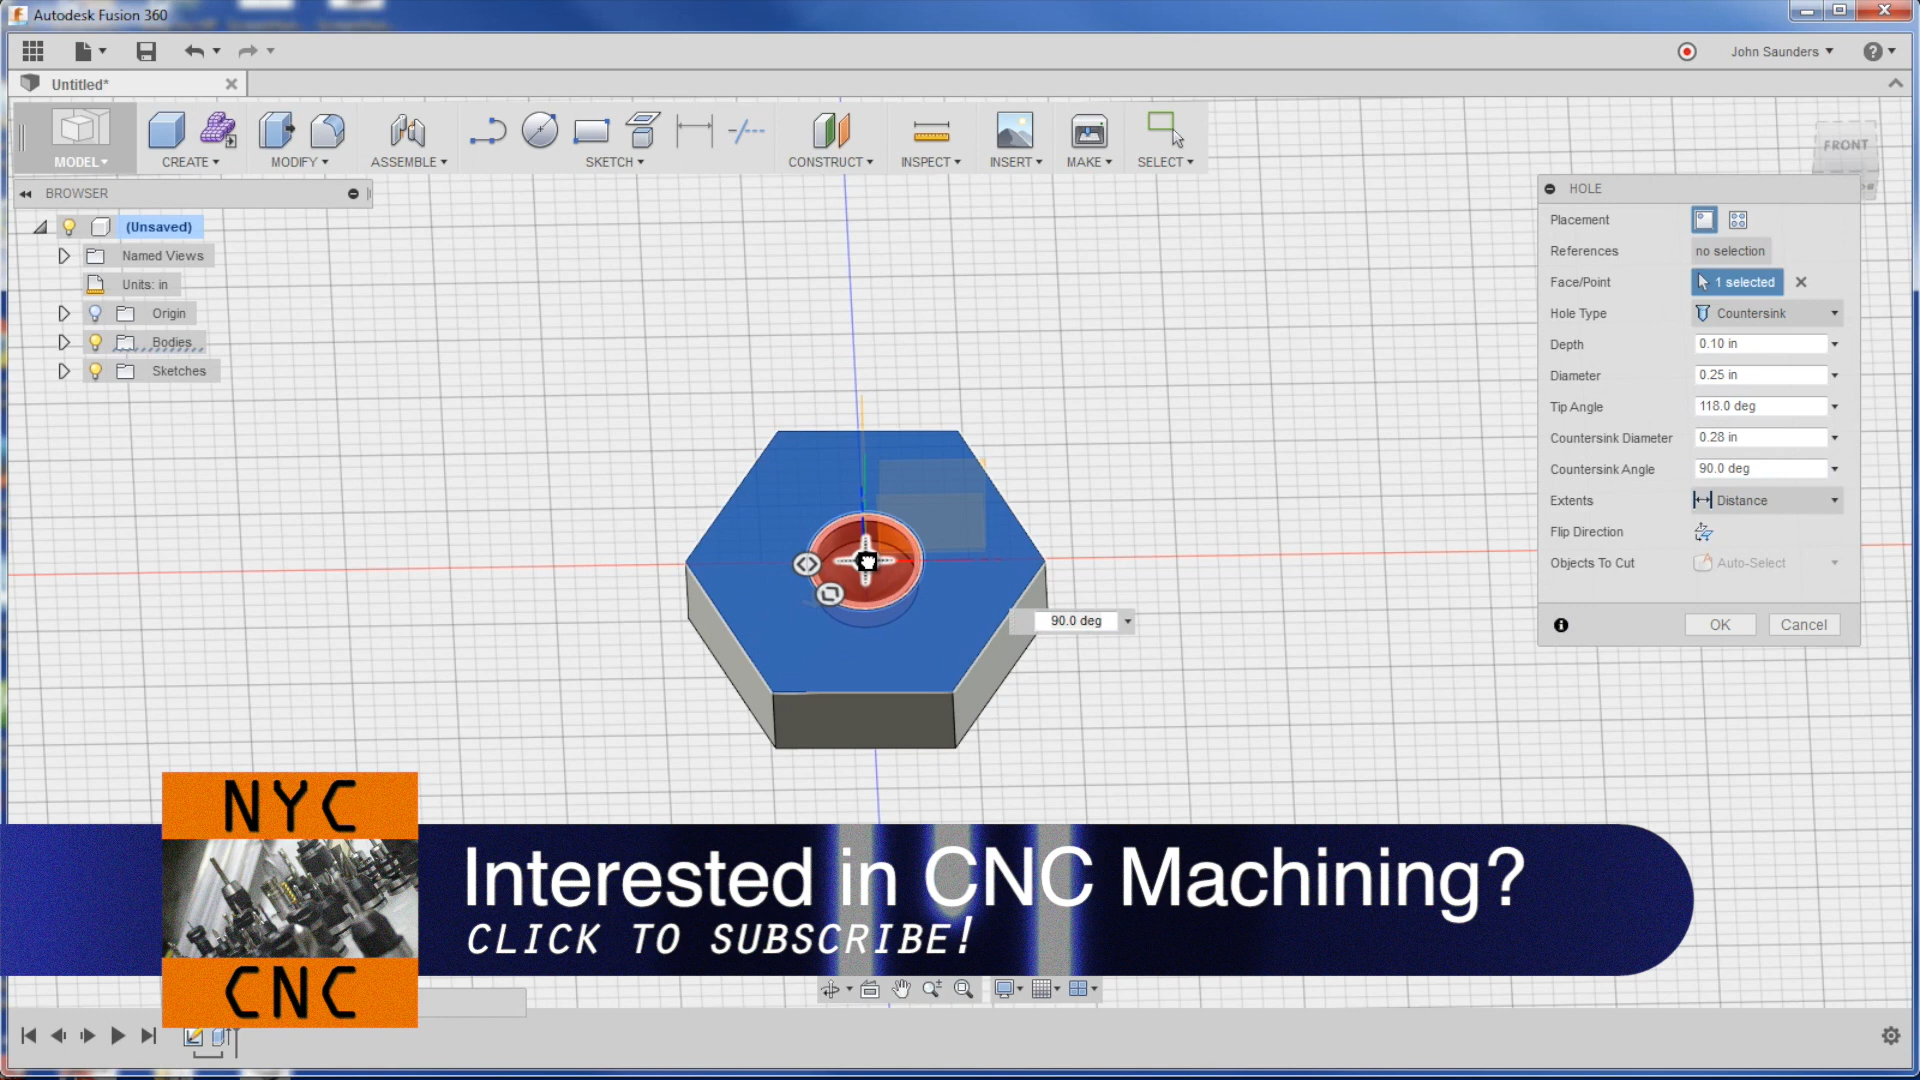 Autodesk Fusion 360
John Saunders
Untitled*
MODEL
CREATE
MODIFY
ASSEMBLE
SKETCH
CONSTRUCT
INSPECT
INSERT
MAKE
SELECT
FRONT
BROWSER
(Unsaved)
Named Views
Units: in
Origin
Bodies
Sketches
HOLE
Placement
References no selection
Face/Point 1 selected
Hole Type Countersink
Depth 0.10 in
Diameter 0.25 in
Tip Angle 118.0 deg
Countersink Diameter 0.28 in
Countersink Angle 90.0 deg
Extents Distance
Flip Direction
Objects To Cut Auto-Select
OK Cancel
90.0 deg
NYC
CNC
Interested in CNC Machining?
CLICK TO SUBSCRIBE!